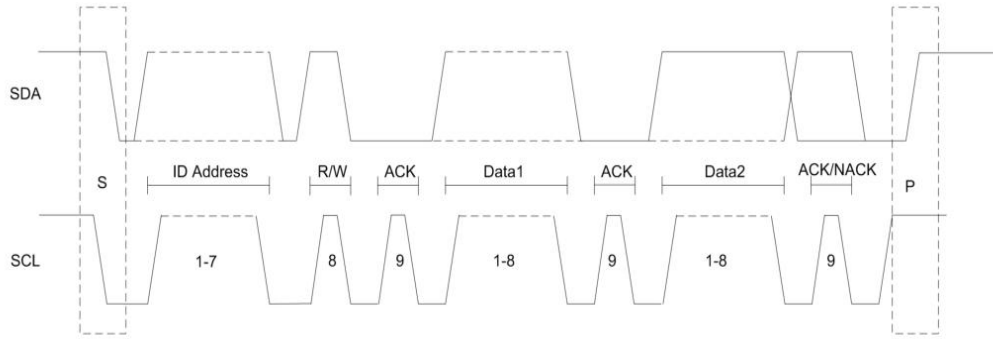 SDA
S ID Address R/W ACK Data1 ACK Data2 ACK/NACK P
SCL 1-7 8 9 1-8 9 1-8 9